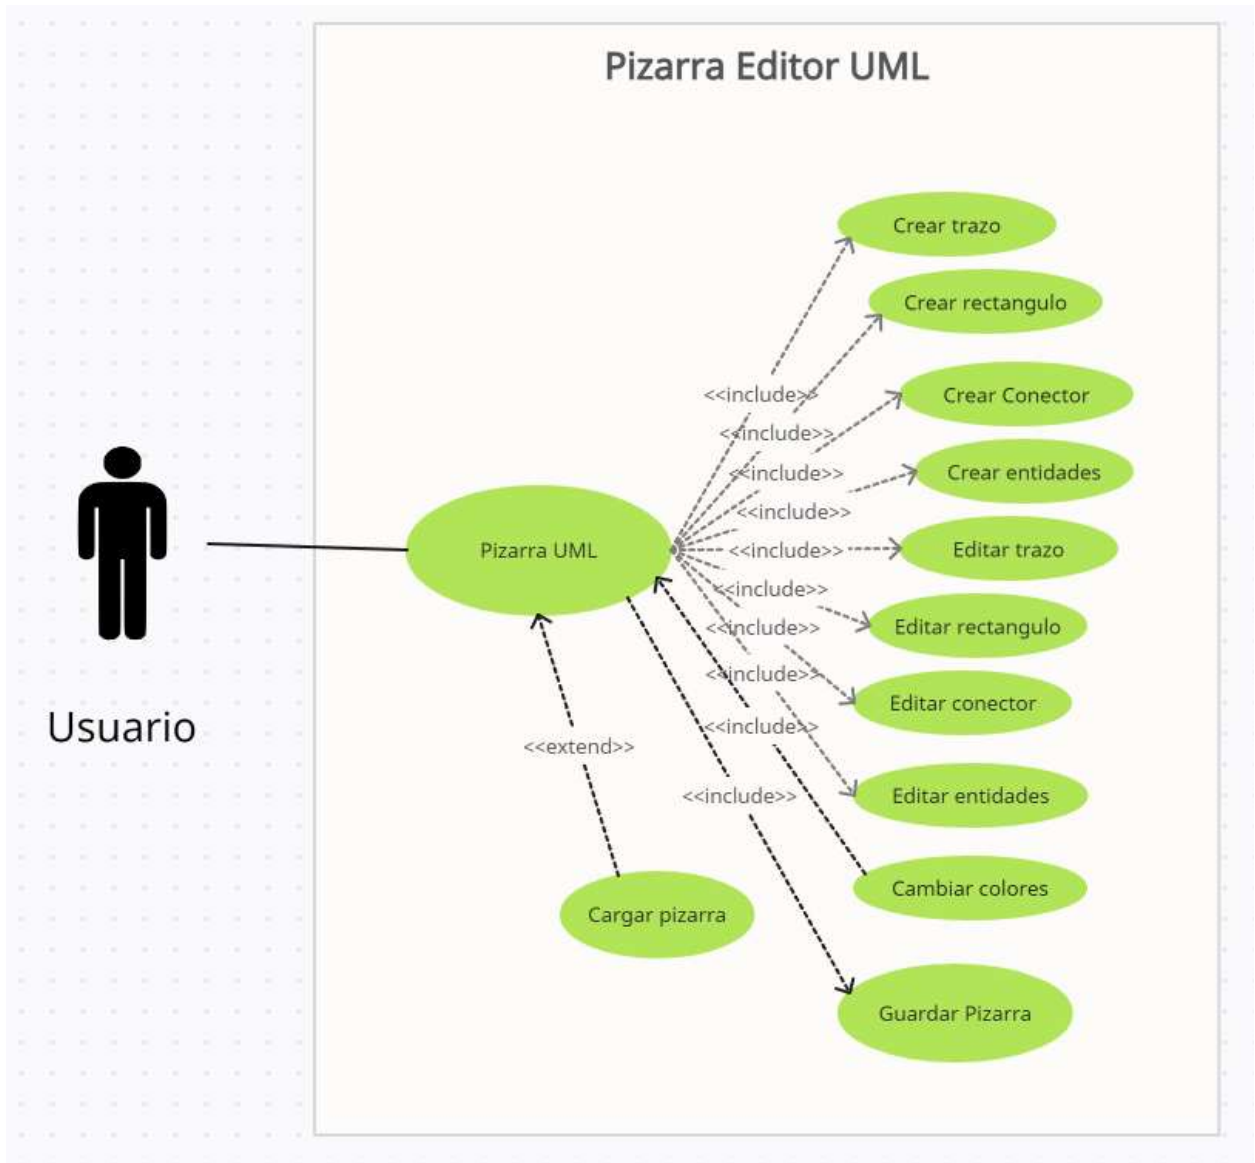 Pizarra Editor UML
Crear trazo
Crear rectangulo
<<include>>
Crear Conector
<<include>>
<<include>>
Crear entidades
<<include>>
Pizarra UML
<<include>>
Editar trazo
<<include>>
<<include>>
Editar rectangulo
<<include>>
Editar conector
Usuario
<<include>>
<<extend>>
<<include>>
Editar entidades
Cambiar colores
Cargar pizarra
Guardar Pizarra